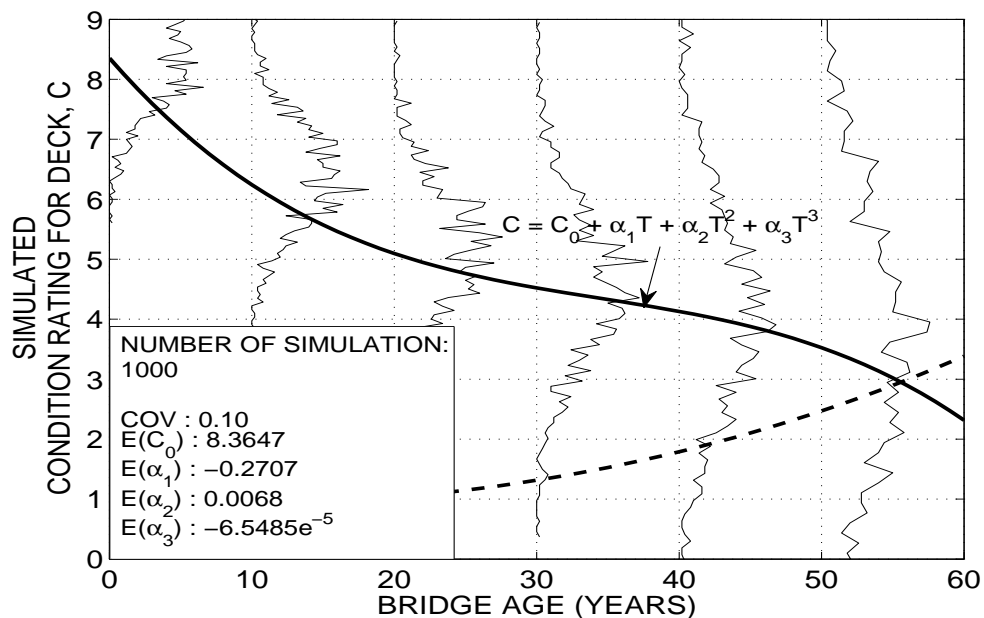 SIMULATED
CONDITION RATING FOR DECK, C
9
8
7
6
5
4
3
2
1
0
C = C₀ + α₁T + α₂T² + α₃T³
NUMBER OF SIMULATION:
1000
COV : 0.10
E(C₀) : 8.3647
E(α₁) : −0.2707
E(α₂) : 0.0068
E(α₃) : −6.5485e⁻⁵
0 10 20 30 40 50 60
BRIDGE AGE (YEARS)